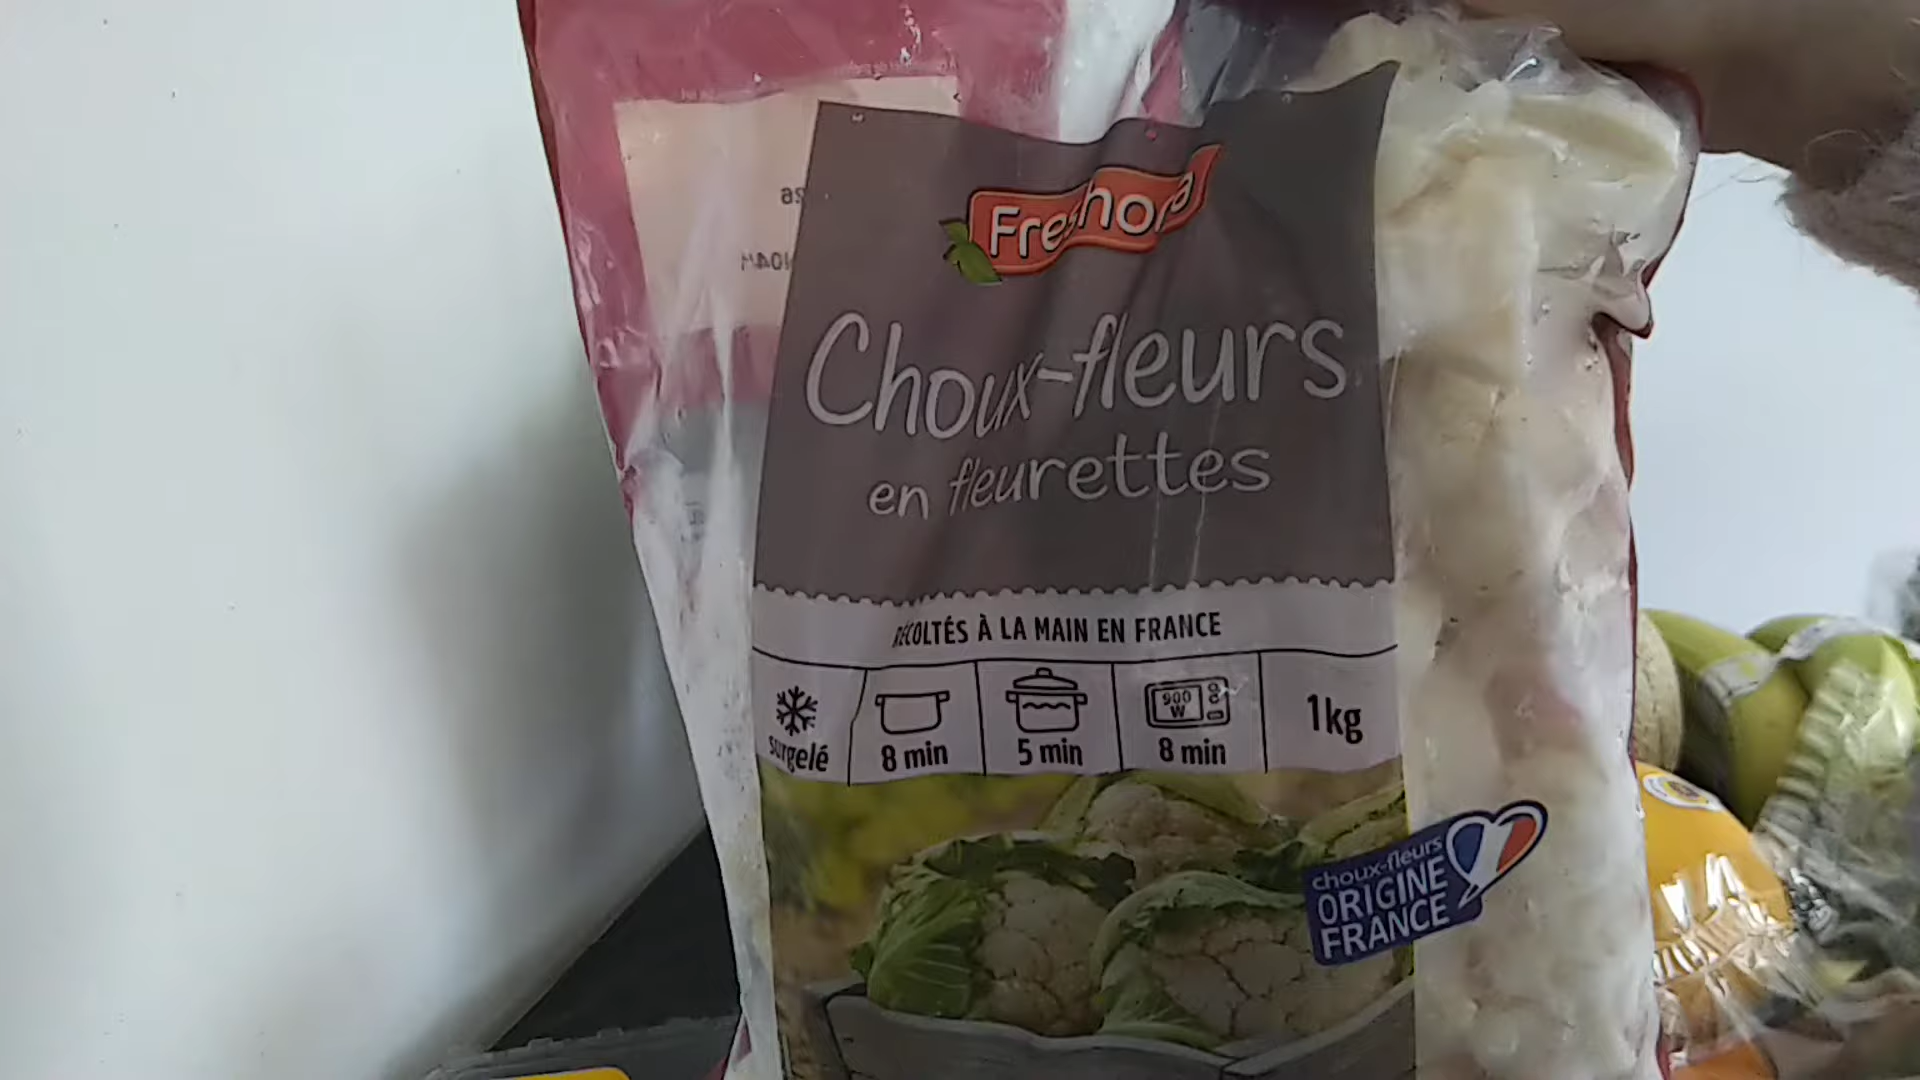 Freshona
Choux-fleurs
en fleurettes
RÉCOLTÉS À LA MAIN EN FRANCE
surgelé
8 min
5 min
900
W
8 min
1kg
choux-fleurs
ORIGINE
FRANCE